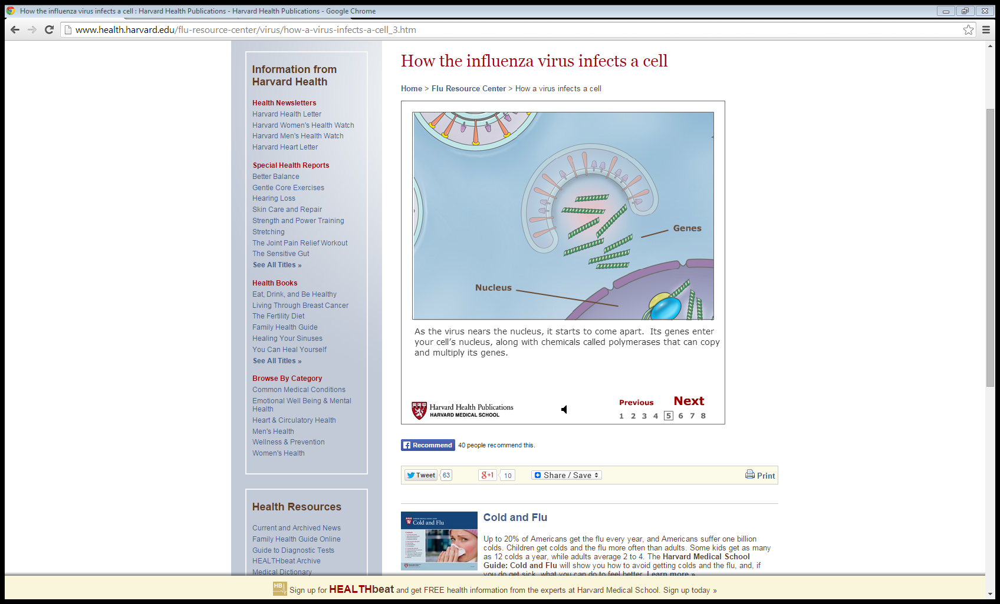 How the influenza virus infects a cell : Harvard Health Publications - Harvard Health Publications - Google Chrome
www.health.harvard.edu/flu-resource-center/virus/how-a-virus-infects-a-cell_3.htm
Information from
Harvard Health
Health Newsletters
Harvard Health Letter
Harvard Women's Health Watch
Harvard Men's Health Watch
Harvard Heart Letter
Special Health Reports
Better Balance
Gentle Core Exercises
Hearing Loss
Skin Care and Repair
Strength and Power Training
Stretching
The Joint Pain Relief Workout
The Sensitive Gut
See All Titles »
Health Books
Eat, Drink, and Be Healthy
Living Through Breast Cancer
The Fertility Diet
Family Health Guide
Healing Your Sinuses
You Can Heal Yourself
See All Titles »
Browse By Category
Common Medical Conditions
Emotional Well Being & Mental
Health
Heart & Circulatory Health
Men's Health
Wellness & Prevention
Women's Health
Health Resources
Current and Archived News
Family Health Guide Online
Guide to Diagnostic Tests
HEALTHbeat Archive
Medical Dictionary
How the influenza virus infects a cell
Home > Flu Resource Center > How a virus infects a cell
Genes
Nucleus
As the virus nears the nucleus, it starts to come apart.  Its genes enter
your cell's nucleus, along with chemicals called polymerases that can copy
and multiply its genes.
Harvard Health Publications
HARVARD MEDICAL SCHOOL
Previous Next
1 2 3 4 5 6 7 8
Recommend 40 people recommend this.
Tweet 63 g+1 10 Share / Save Print
Cold and Flu
Cold and Flu
Up to 20% of Americans get the flu every year, and Americans suffer one billion
colds. Children get colds and the flu more often than adults. Some kids get as many
as 12 colds a year, while adults average 2 to 4. The Harvard Medical School
Guide: Cold and Flu will show you how to avoid getting colds and the flu, and, if
you do get sick, what you can do to feel better. Learn more »
HB Sign up for HEALTHbeat and get FREE health information from the experts at Harvard Medical School. Sign up today »